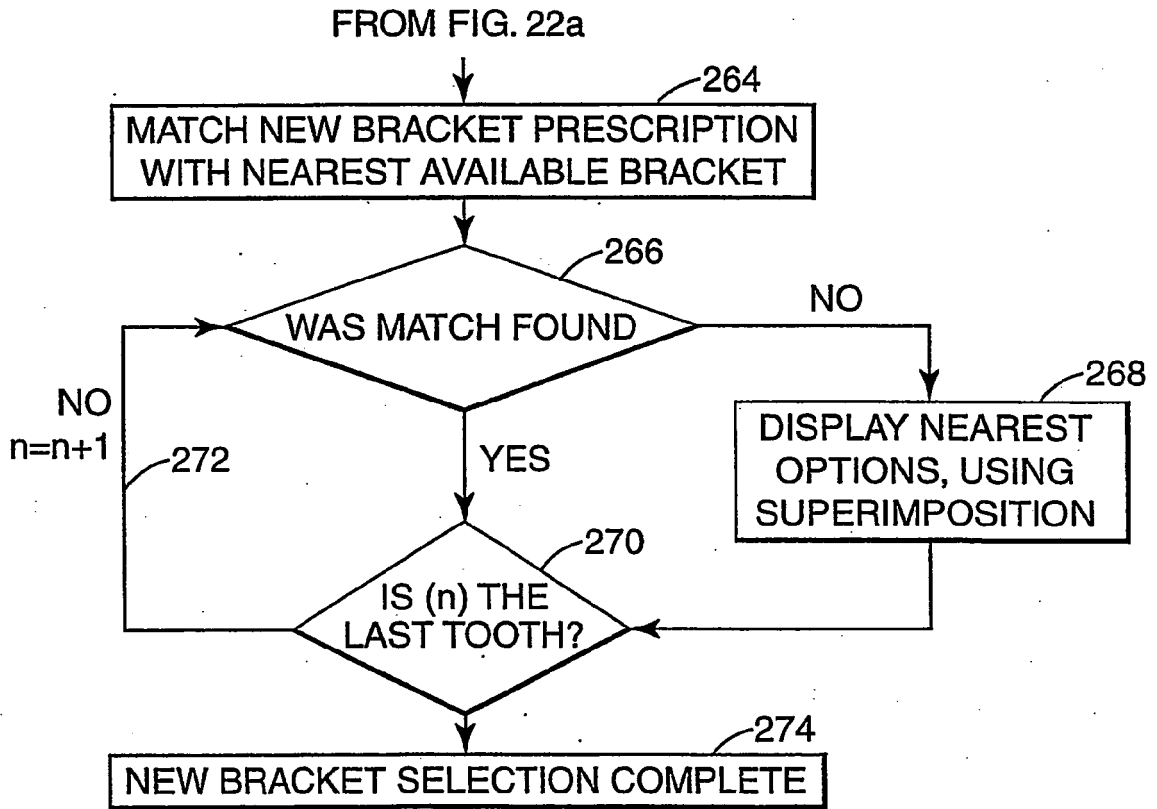 FROM FIG. 22a
264
MATCH NEW BRACKET PRESCRIPTION
WITH NEAREST AVAILABLE BRACKET
266
WAS MATCH FOUND
NO
268
DISPLAY NEAREST
OPTIONS, USING
SUPERIMPOSITION
NO
n=n+1
272
YES
270
IS (n) THE
LAST TOOTH?
274
NEW BRACKET SELECTION COMPLETE